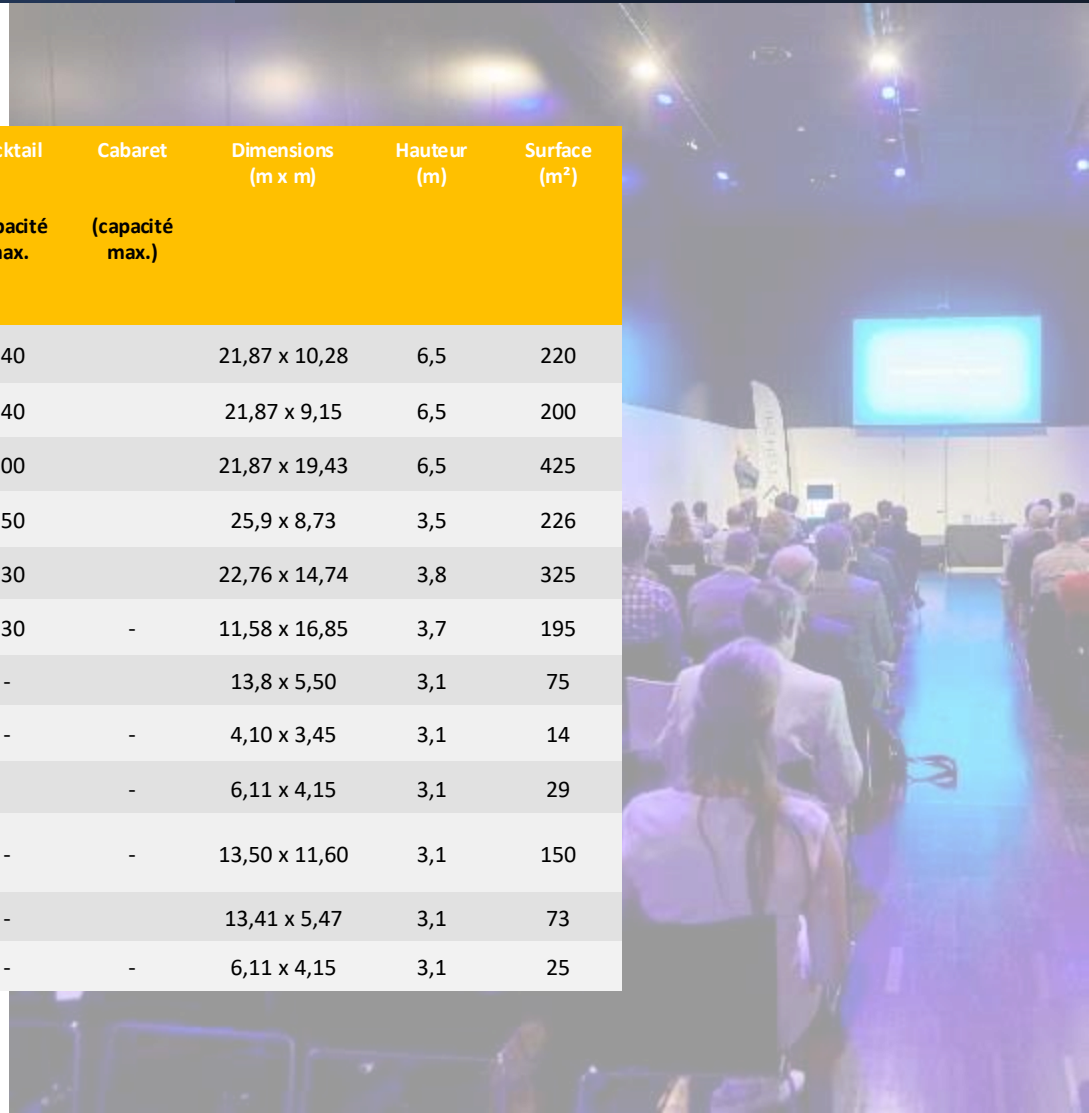 cktail Cabaret Dimensions Hauteur Surface
(m x m) (m) (m²)
pacité (capacité
ax. max.)
40 21,87 x 10,28 6,5 220
40 21,87 x 9,15 6,5 200
00 21,87 x 19,43 6,5 425
50 25,9 x 8,73 3,5 226
30 22,76 x 14,74 3,8 325
30 - 11,58 x 16,85 3,7 195
- 13,8 x 5,50 3,1 75
- - 4,10 x 3,45 3,1 14
- 6,11 x 4,15 3,1 29
- - 13,50 x 11,60 3,1 150
- 13,41 x 5,47 3,1 73
- - 6,11 x 4,15 3,1 25